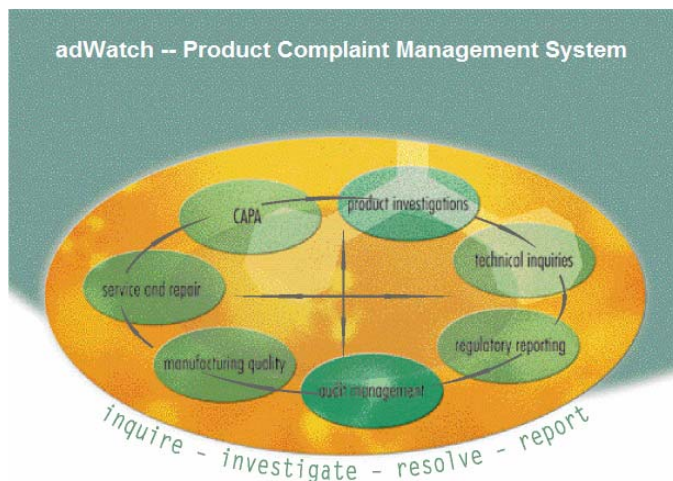 adWatch -- Product Complaint Management System
CAPA
product investigations
technical inquiries
service and repair
regulatory reporting
manufacturing quality
audit management
inquire - investigate - resolve - report